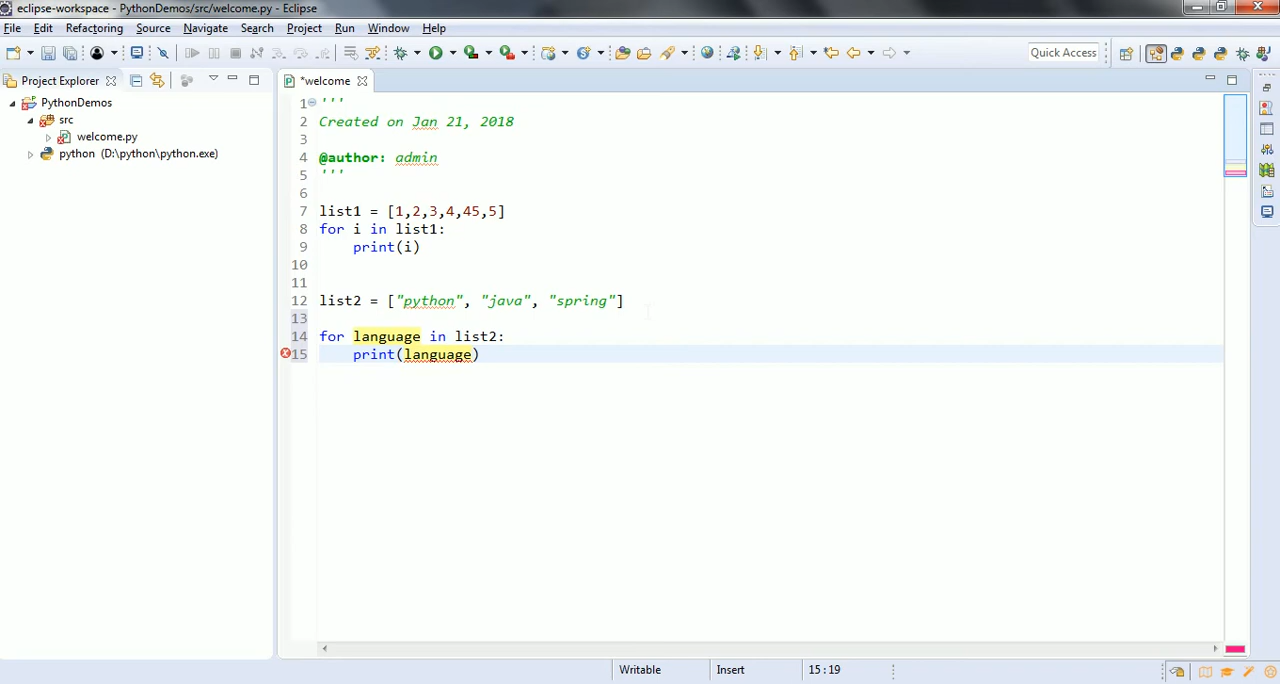 eclipse-workspace - PythonDemos/src/welcome.py - Eclipse
File Edit Refactoring Source Refactoring Navigate Search Project Run Window Help
Quick Access
Project Explorer
*welcome
PythonDemos
src
welcome.py
python (D:\python\python.exe)
1 '''
2 Created on Jan 21, 2018
3
4 @author: admin
5 '''
6
7 list1 = [1,2,3,4,45,5]
8 for i in list1:
9 print(i)
10
11
12 list2 = ["python", "java", "spring"]
13
14 for language in list2:
15 print(language)
Writable Insert 15:19